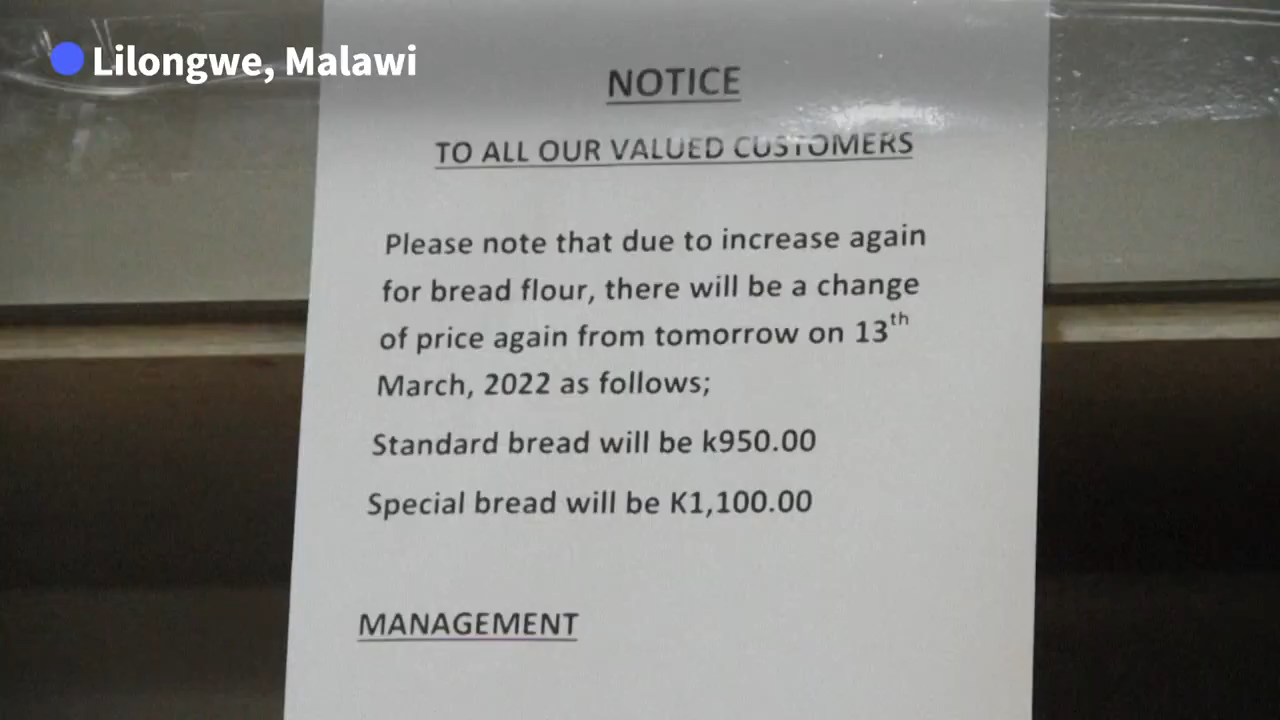 Lilongwe, Malawi
NOTICE
TO ALL OUR VALUED CUSTOMERS
Please note that due to increase again
for bread flour, there will be a change
of price again from tomorrow on 13th
March, 2022 as follows;
Standard bread will be k950.00
Special bread will be K1,100.00
MANAGEMENT